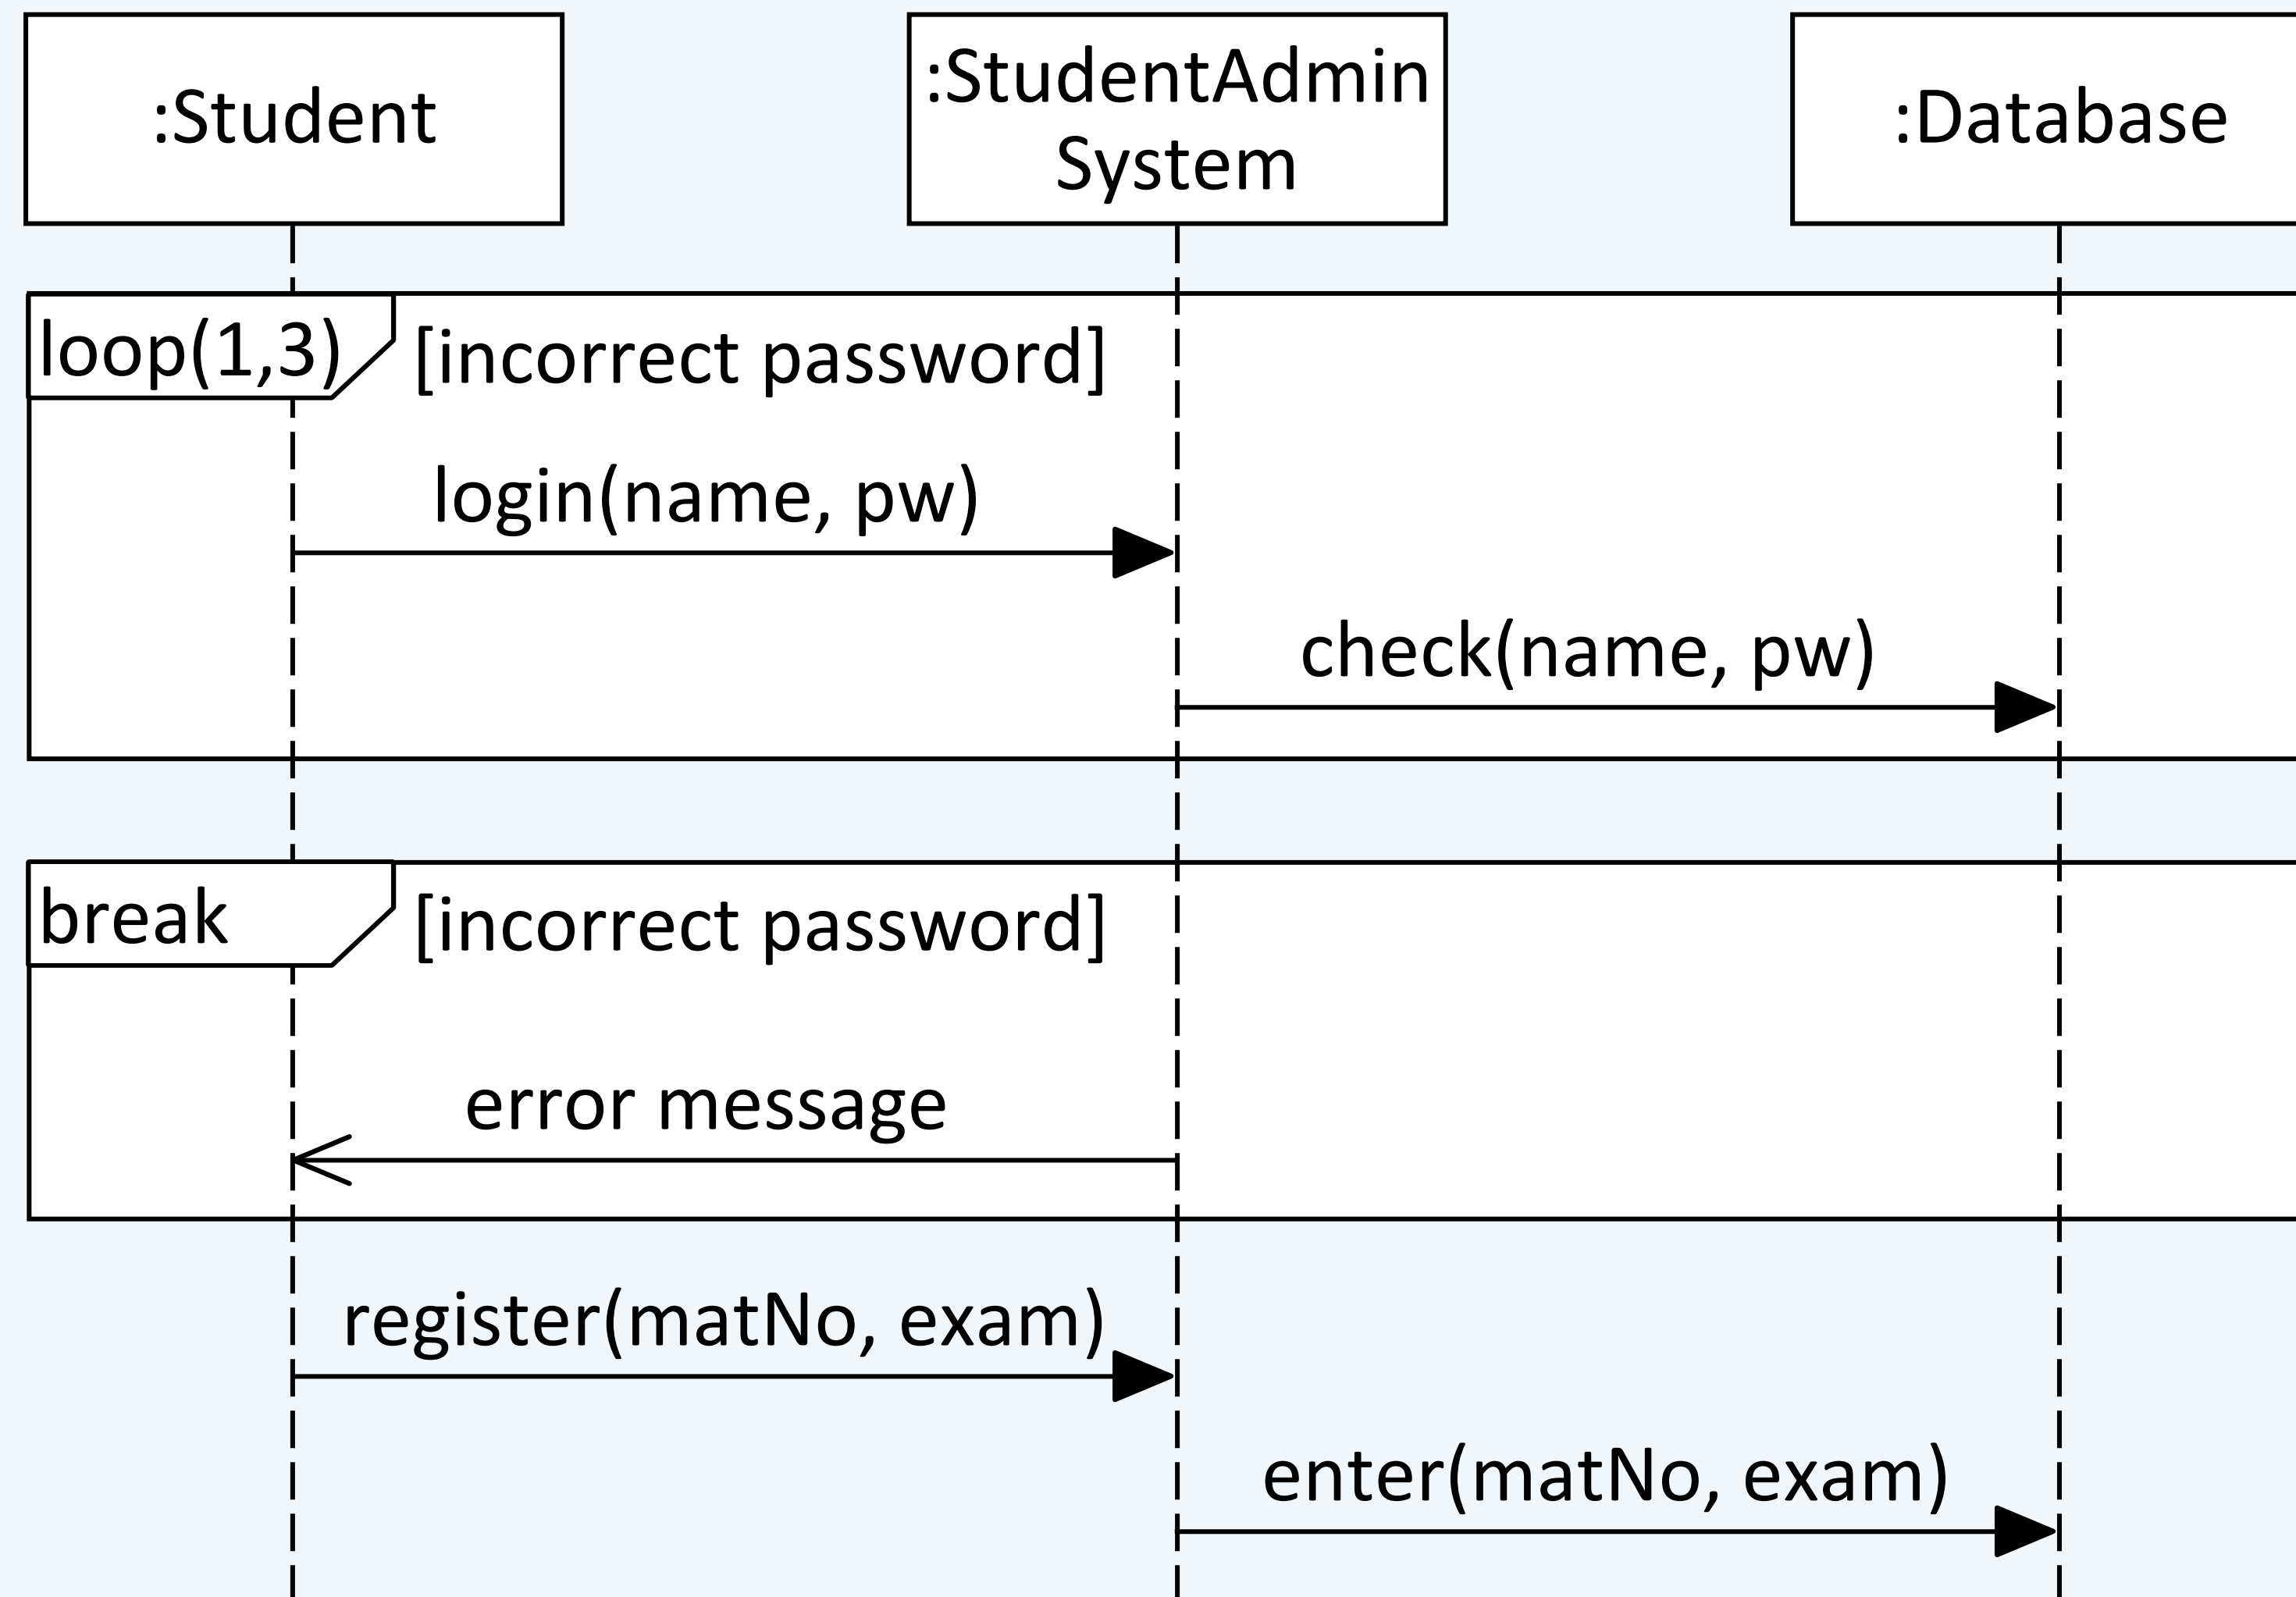 :Student
:StudentAdmin
System
:Database
loop(1,3)
[incorrect password]
login(name, pw)
check(name, pw)
break
[incorrect password]
error message
register(matNo, exam)
enter(matNo, exam)